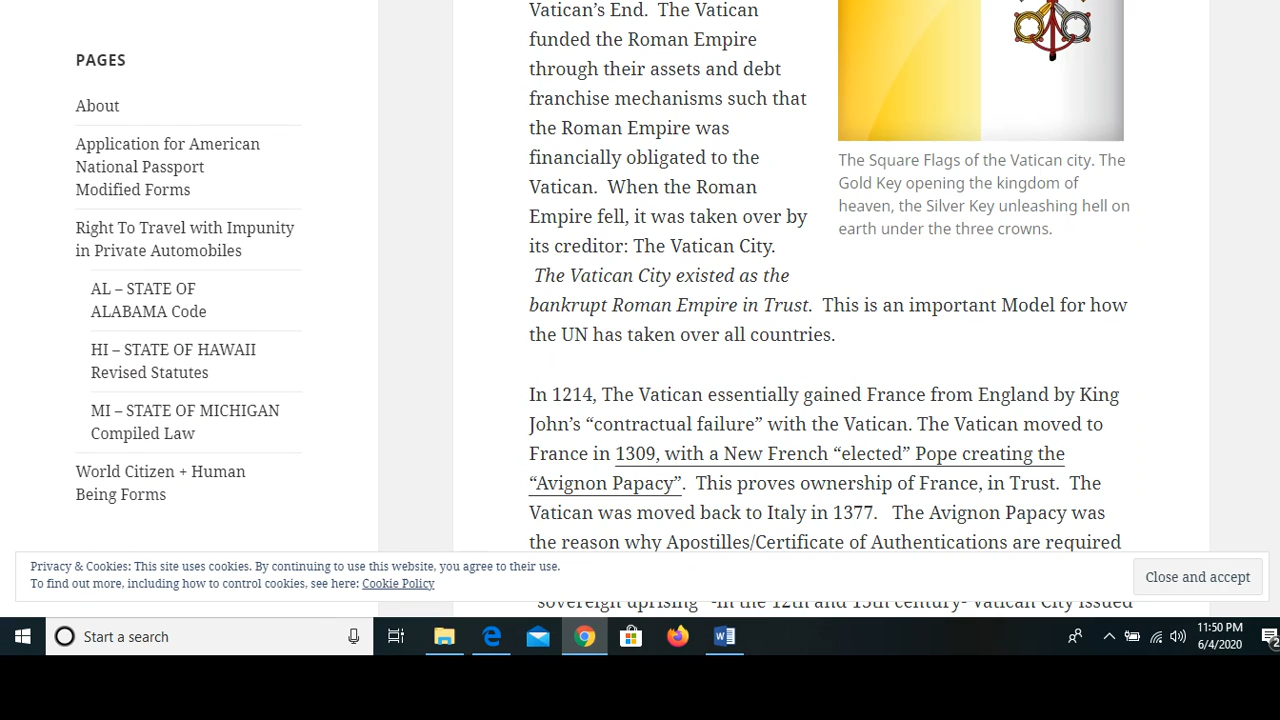 PAGES
About
Application for American
National Passport
Modified Forms
Right To Travel with Impunity
in Private Automobiles
AL – STATE OF
ALABAMA Code
HI – STATE OF HAWAII
Revised Statutes
MI – STATE OF MICHIGAN
Compiled Law
World Citizen + Human
Being Forms
Vatican’s End.  The Vatican
funded the Roman Empire
through their assets and debt
franchise mechanisms such that
the Roman Empire was
financially obligated to the
Vatican.  When the Roman
Empire fell, it was taken over by
its creditor: The Vatican City.
The Vatican City existed as the
bankrupt Roman Empire in Trust.  This is an important Model for how
the UN has taken over all countries.
The Square Flags of the Vatican city. The
Gold Key opening the kingdom of
heaven, the Silver Key unleashing hell on
earth under the three crowns.
In 1214, The Vatican essentially gained France from England by King
John’s “contractual failure” with the Vatican. The Vatican moved to
France in 1309, with a New French “elected” Pope creating the
“Avignon Papacy”.  This proves ownership of France, in Trust.  The
Vatican was moved back to Italy in 1377.   The Avignon Papacy was
the reason why Apostilles/Certificate of Authentications are required
“sovereign uprising” -in the 12th and 13th century- Vatican City issued
Privacy & Cookies: This site uses cookies. By continuing to use this website, you agree to their use.
To find out more, including how to control cookies, see here: Cookie Policy
Close and accept
Start a search
11:50 PM
6/4/2020
2